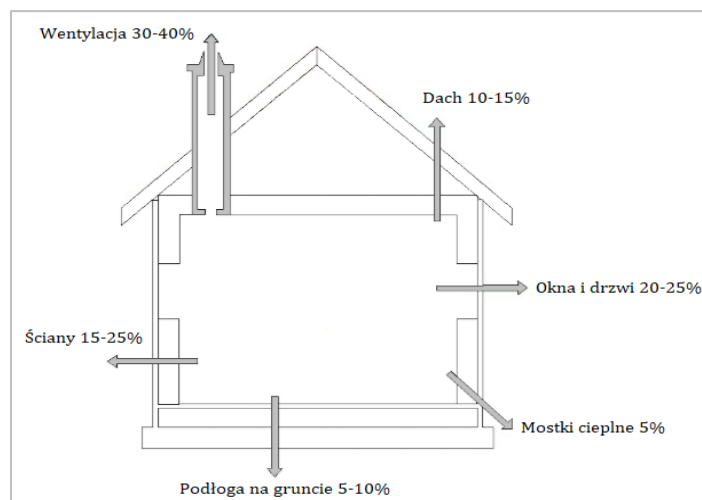 Wentylacja 30-40%
Dach 10-15%
Okna i drzwi 20-25%
Ściany 15-25%
Mostki cieplne 5%
Podłoga na gruncie 5-10%